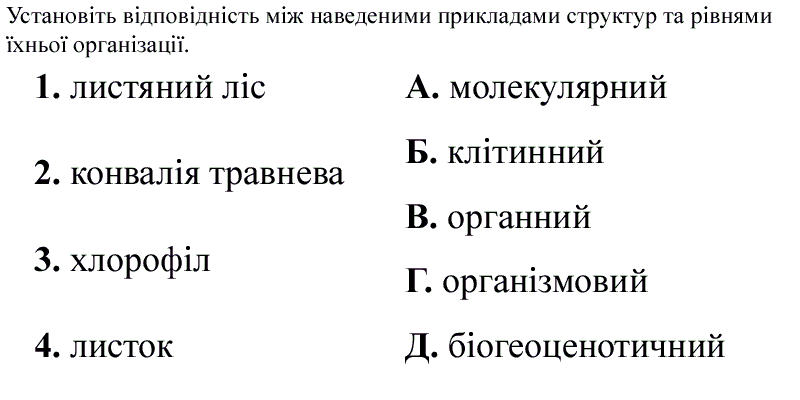 Установіть відповідність між наведеними прикладами структур та рівнями
їхньої організації.
1. листяний ліс
2. конвалія травнева
3. хлорофіл
4. листок
А. молекулярний
Б. клітинний
В. органний
Г. організмовий
Д. біогеоценотичний